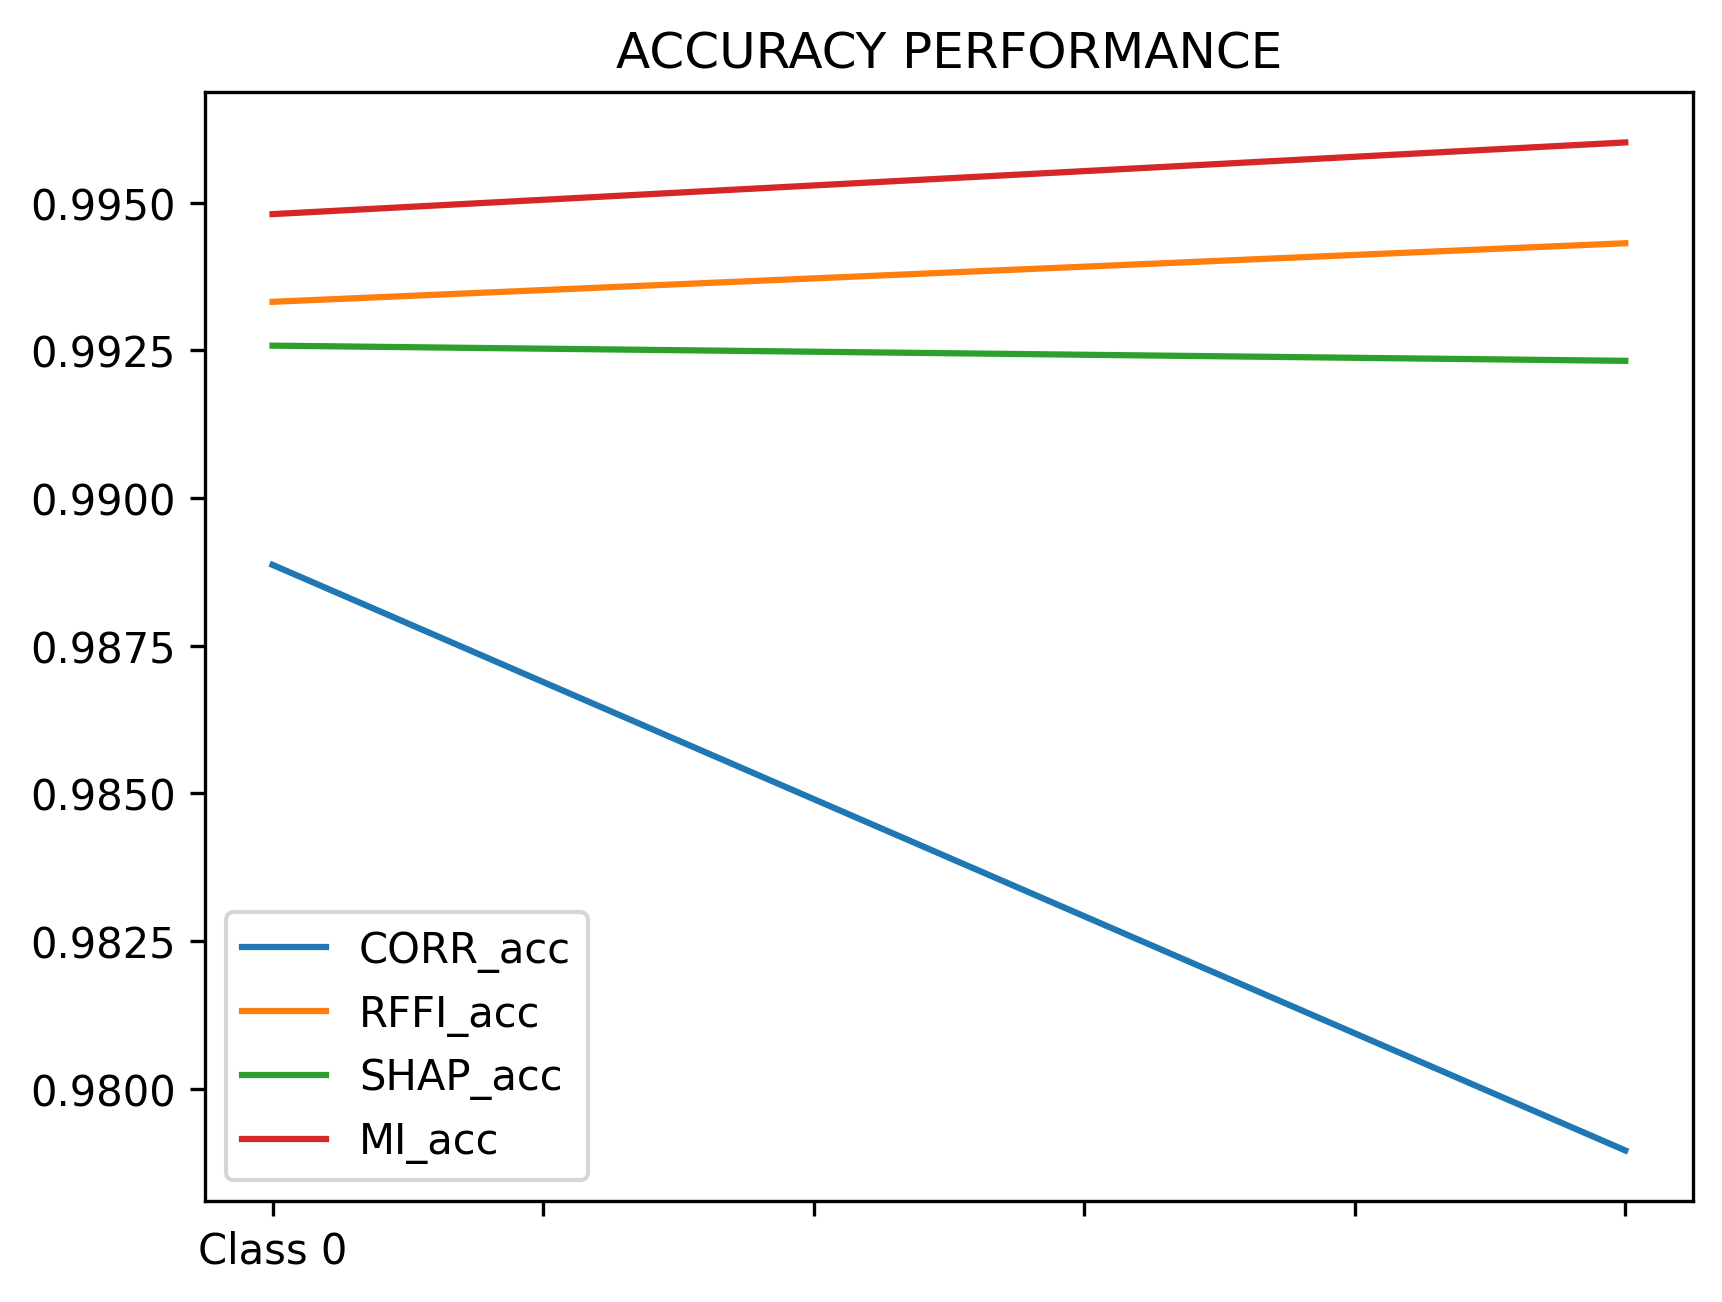 ACCURACY PERFORMANCE
0.9950
0.9925
0.9900
0.9875
0.9850
0.9825
0.9800
CORR_acc
RFFI_acc
SHAP_acc
MI_acc
Class 0